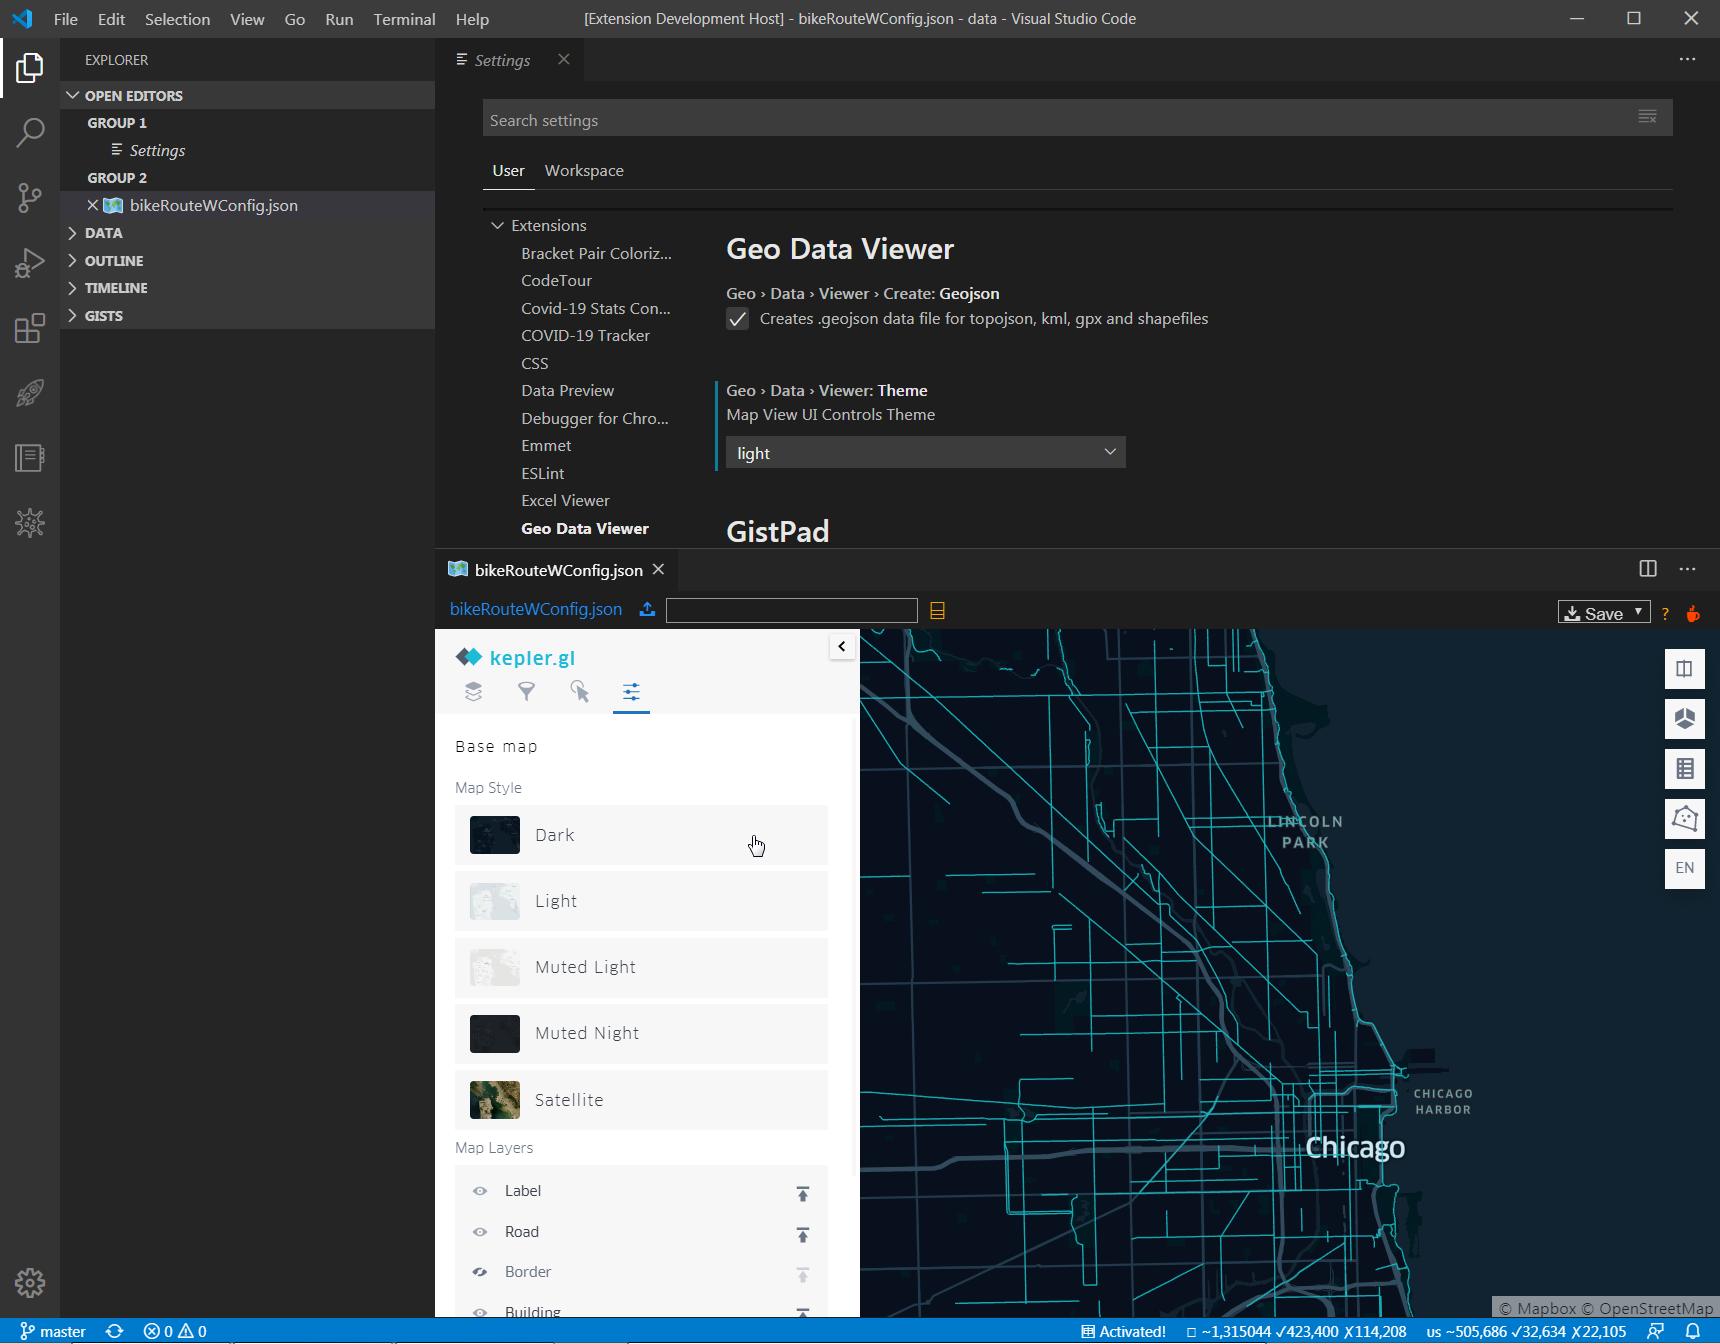 File Edit Selection View Go Run Terminal Help [Extension Development Host] - bikeRouteWConfig.json - data - Visual Studio Code
EXPLORER
OPEN EDITORS
GROUP 1
Settings
GROUP 2
bikeRouteWConfig.json
DATA
OUTLINE
TIMELINE
GISTS
Settings
Search settings
User Workspace
Extensions
Bracket Pair Coloriz...
CodeTour
Covid-19 Stats Con...
COVID-19 Tracker
CSS
Data Preview
Debugger for Chro...
Emmet
ESLint
Excel Viewer
Geo Data Viewer
Geo Data Viewer
Geo › Data › Viewer › Create: Geojson
Creates .geojson data file for topojson, kml, gpx and shapefiles
Geo › Data › Viewer: Theme
Map View UI Controls Theme
light
GistPad
bikeRouteWConfig.json
bikeRouteWConfig.json
Save ?
kepler.gl
Base map
Map Style
Dark
Light
Muted Light
Muted Night
Satellite
Map Layers
Label
Road
Border
Building
EN
LINCOLN
PARK
CHICAGO
HARBOR
Chicago
© Mapbox © OpenStreetMap
master 0 0 Activated! □ ~1,315044 ✓423,400 ✗114,208 us ~505,686 ✓32,634 ✗22,105